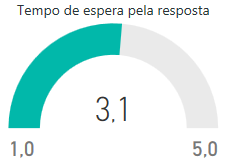 Tempo de espera pela resposta
3,1
1,0 5,0